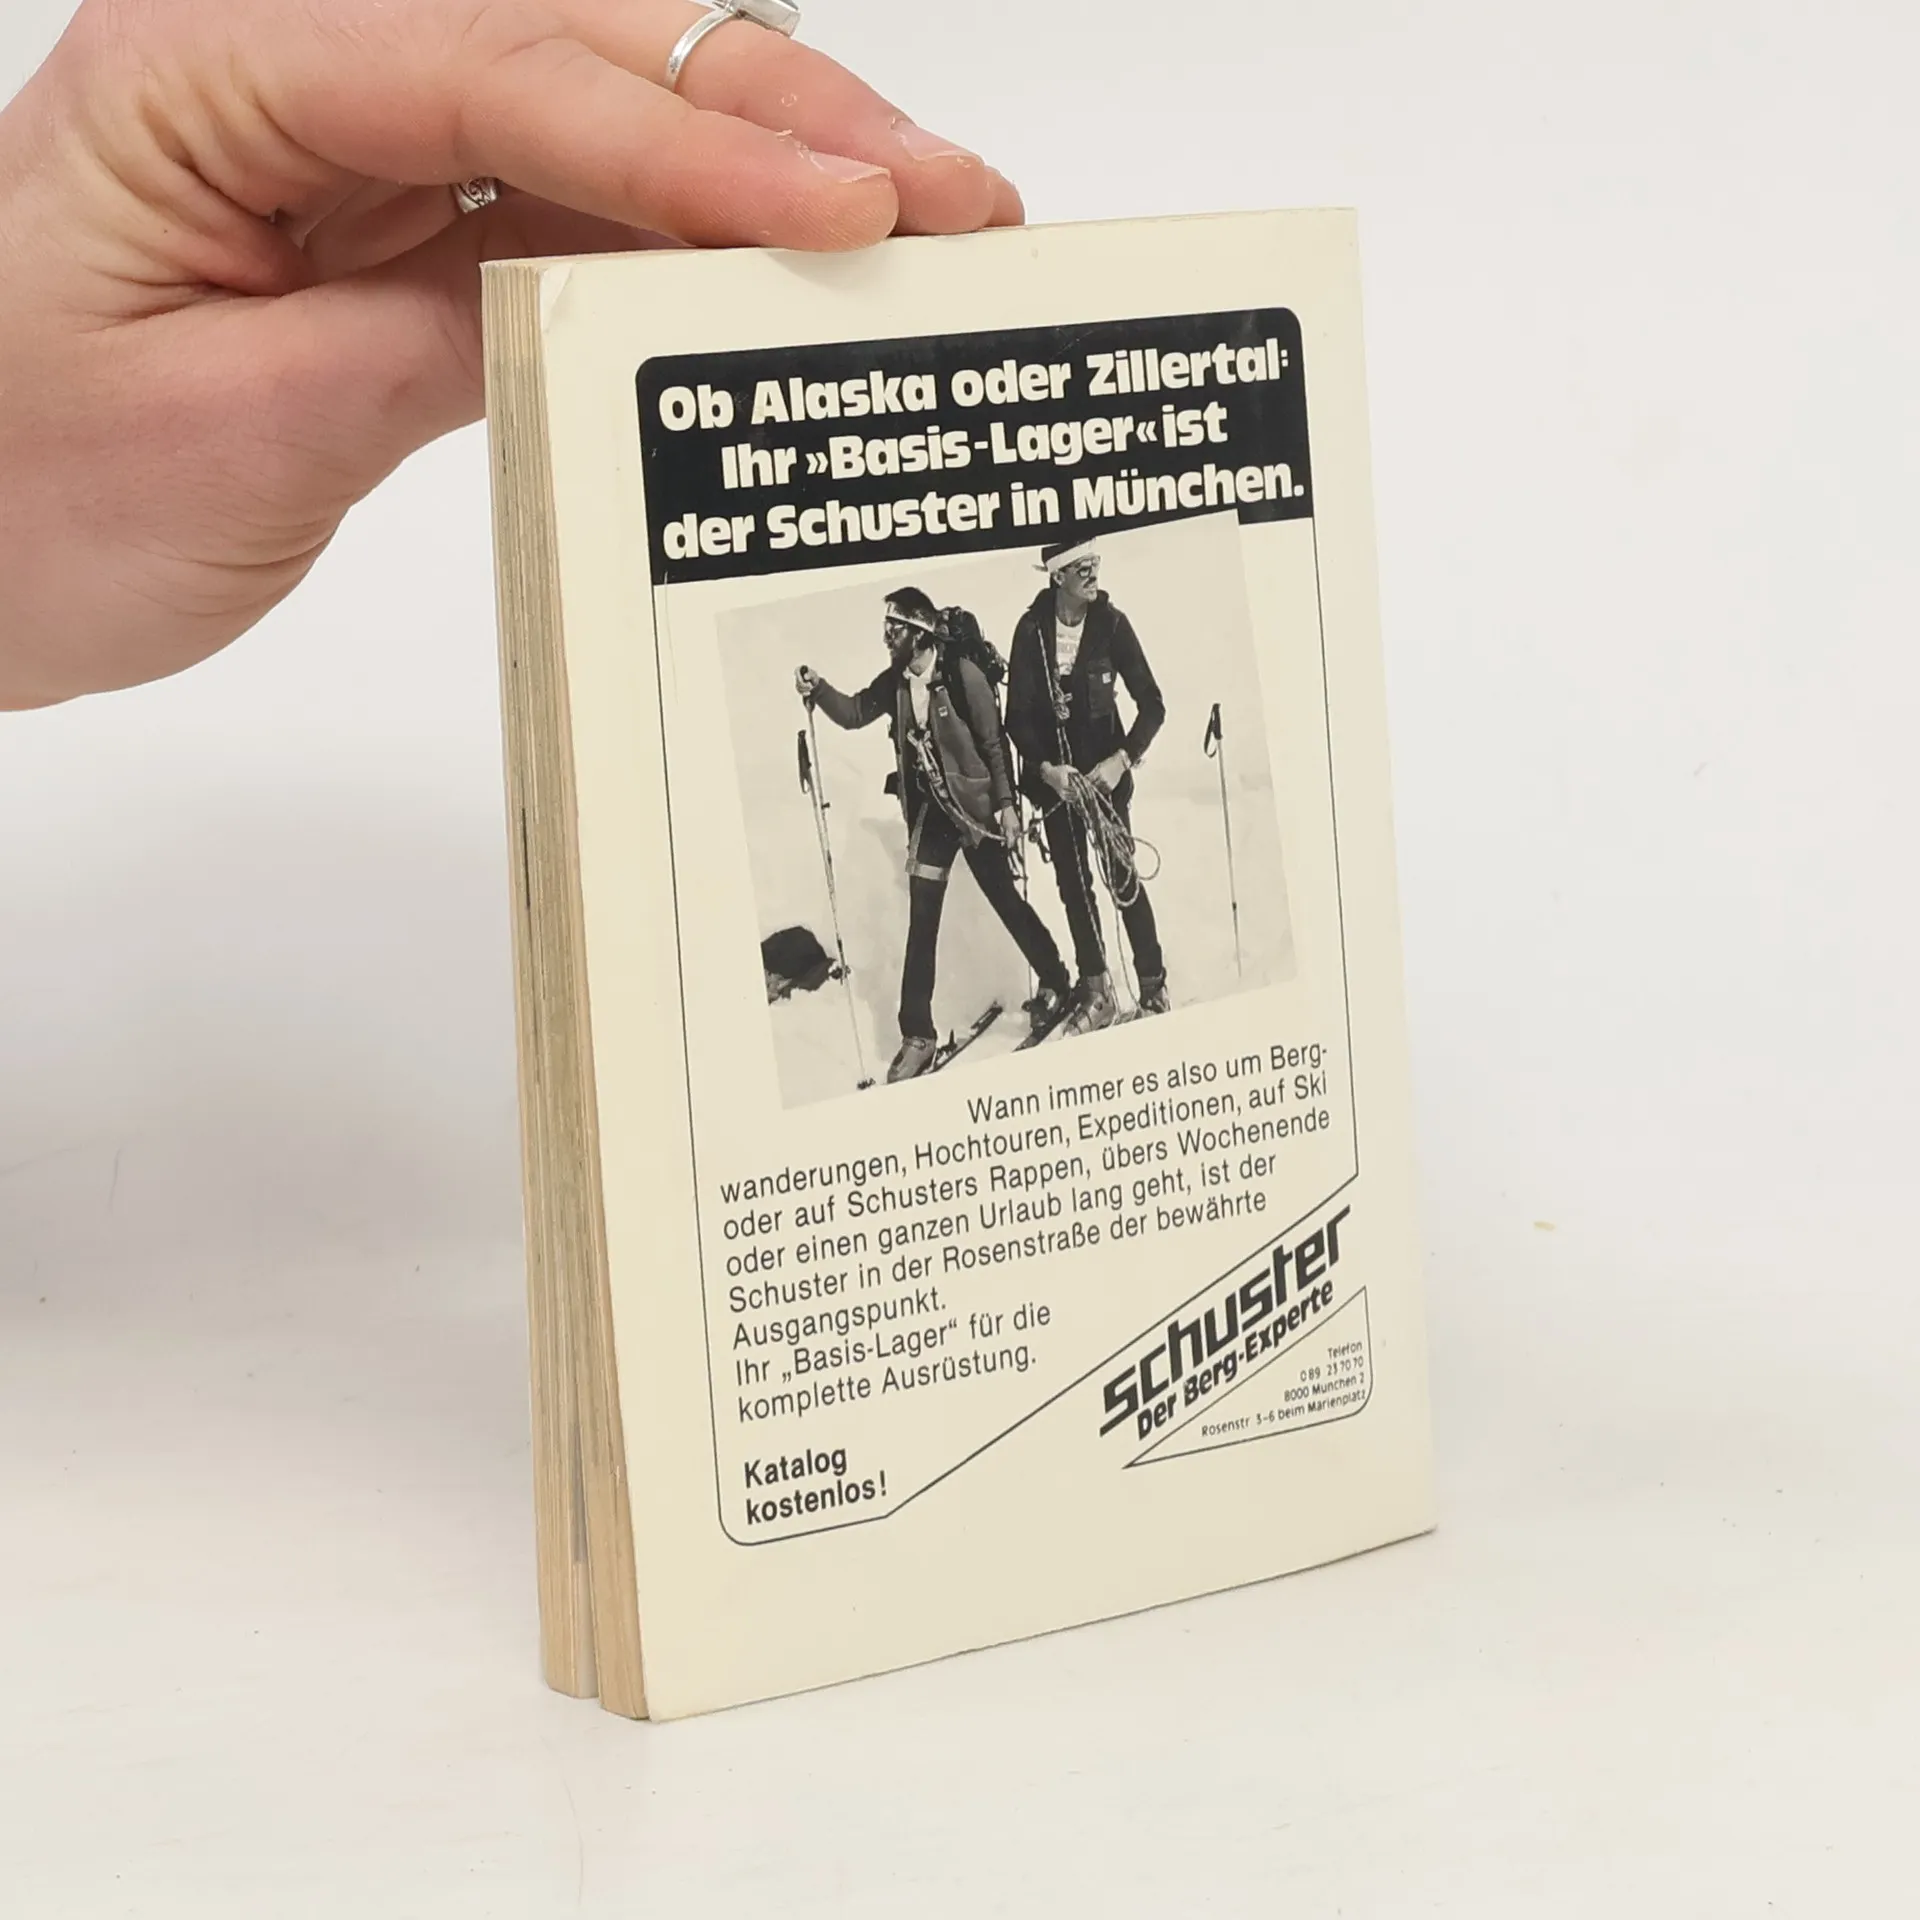 Ob Alaska oder Zillertal:
Ihr »Basis-Lager« ist
der Schuster in München.
Wann immer es also um Berg-
wanderungen, Hochtouren, Expeditionen, auf Ski
oder auf Schusters Rappen, übers Wochenende
oder einen ganzen Urlaub lang geht, ist der
Schuster in der Rosenstraße der bewährte
Ausgangspunkt.
Ihr „Basis-Lager“ für die
komplette Ausrüstung.
Katalog
kostenlos!
schuster
Der Berg-Experte
Telefon
089 237070
8000 München 2
Rosenstr 3-6 beim Marienplatz